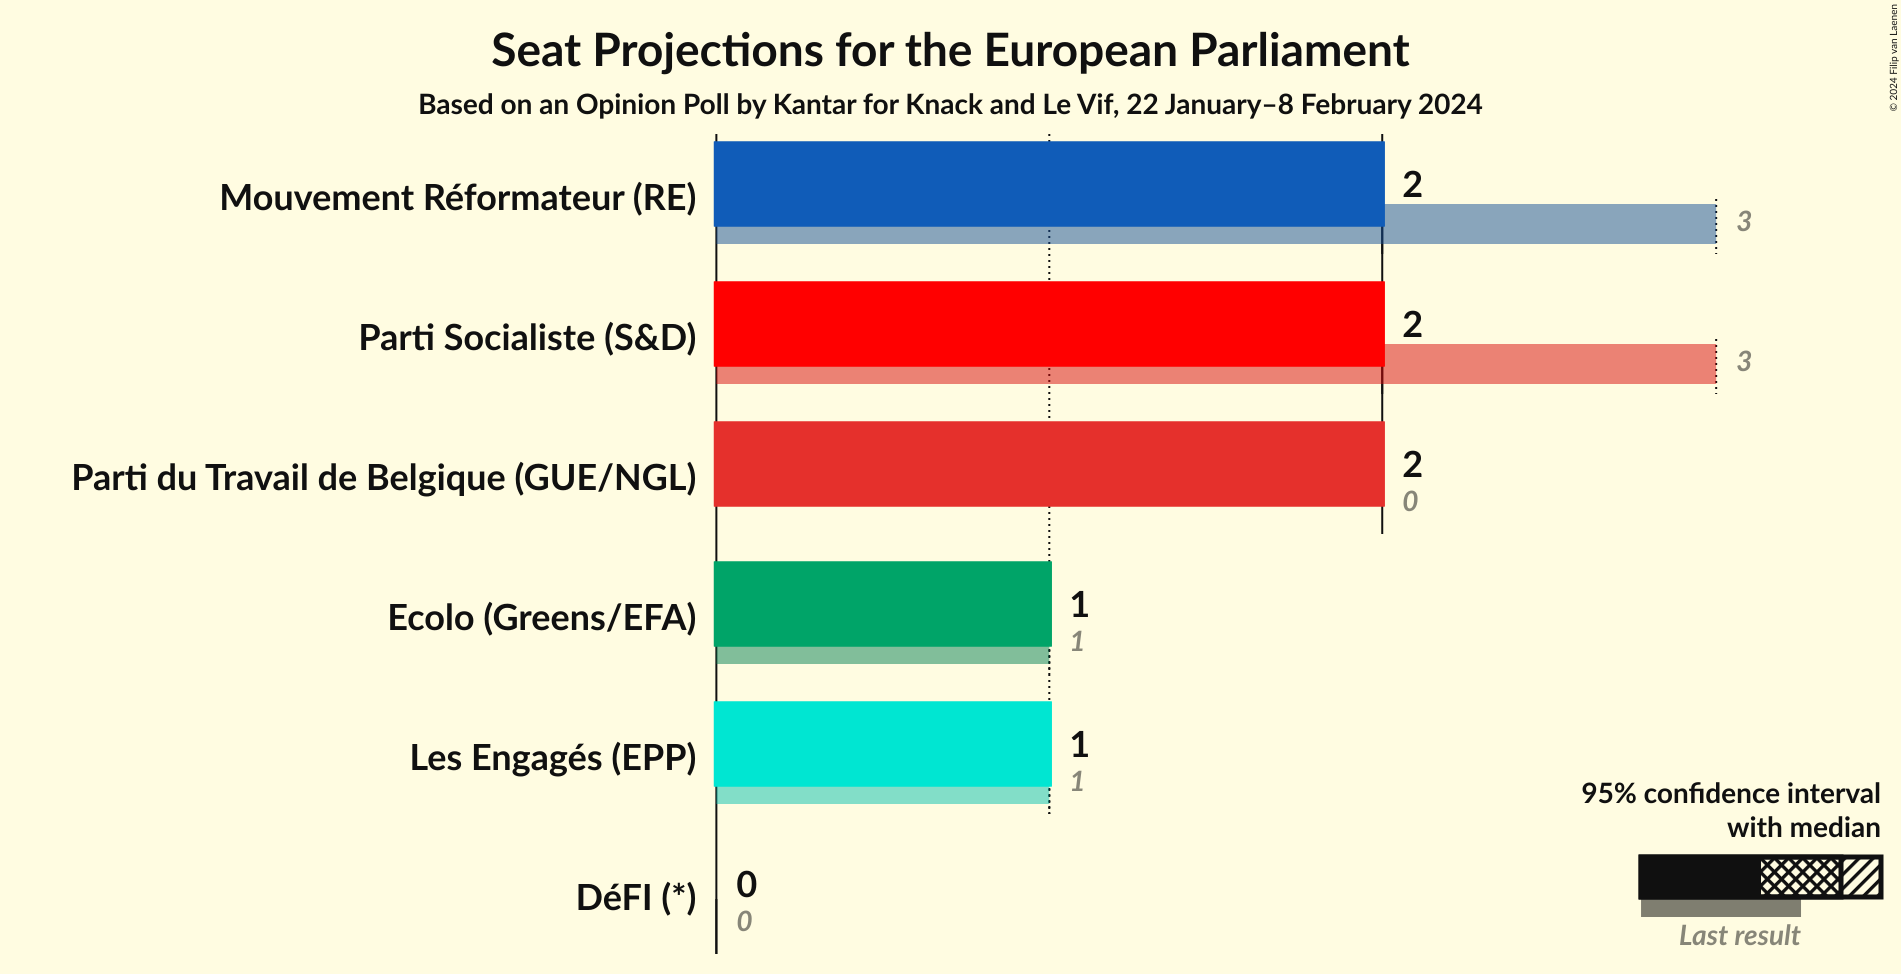 Seat Projections for the European Parliament
Based on an Opinion Poll by Kantar for Knack and Le Vif, 22 January–8 February 2024
© 2024 Filip van Laenen
Mouvement Réformateur (RE)
2
3
Parti Socialiste (S&D)
2
3
Parti du Travail de Belgique (GUE/NGL)
2
0
Ecolo (Greens/EFA)
1
1
Les Engagés (EPP)
1
1
DéFI (*)
0
0
95% confidence interval
with median
Last result